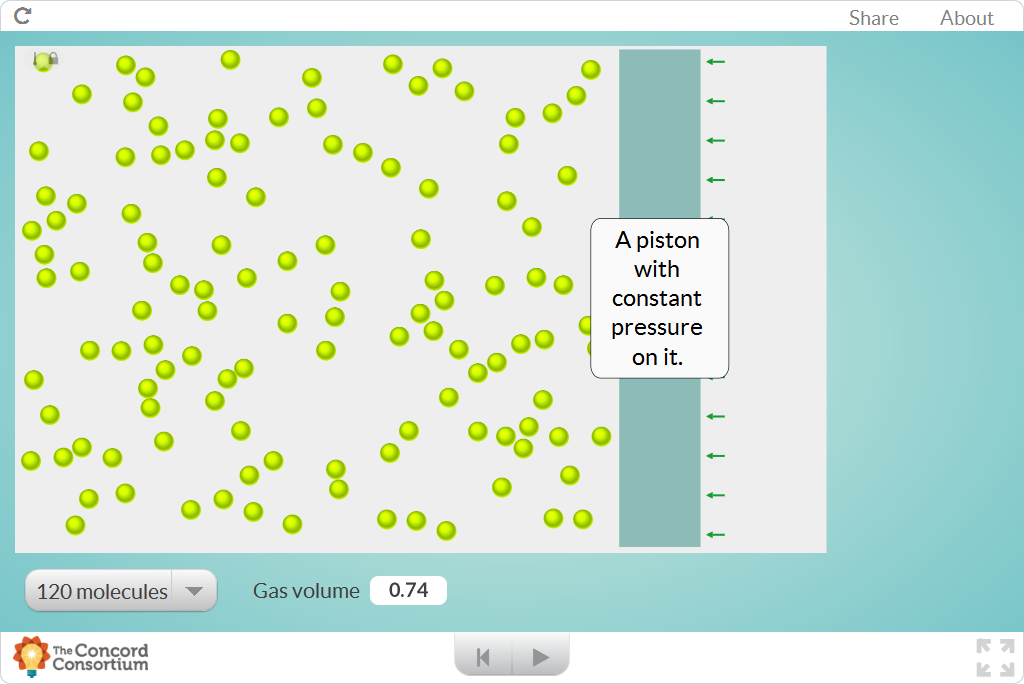 Share
About
A piston
with
constant
pressure
on it.
120 molecules
Gas volume
0.74
The Concord
Consortium